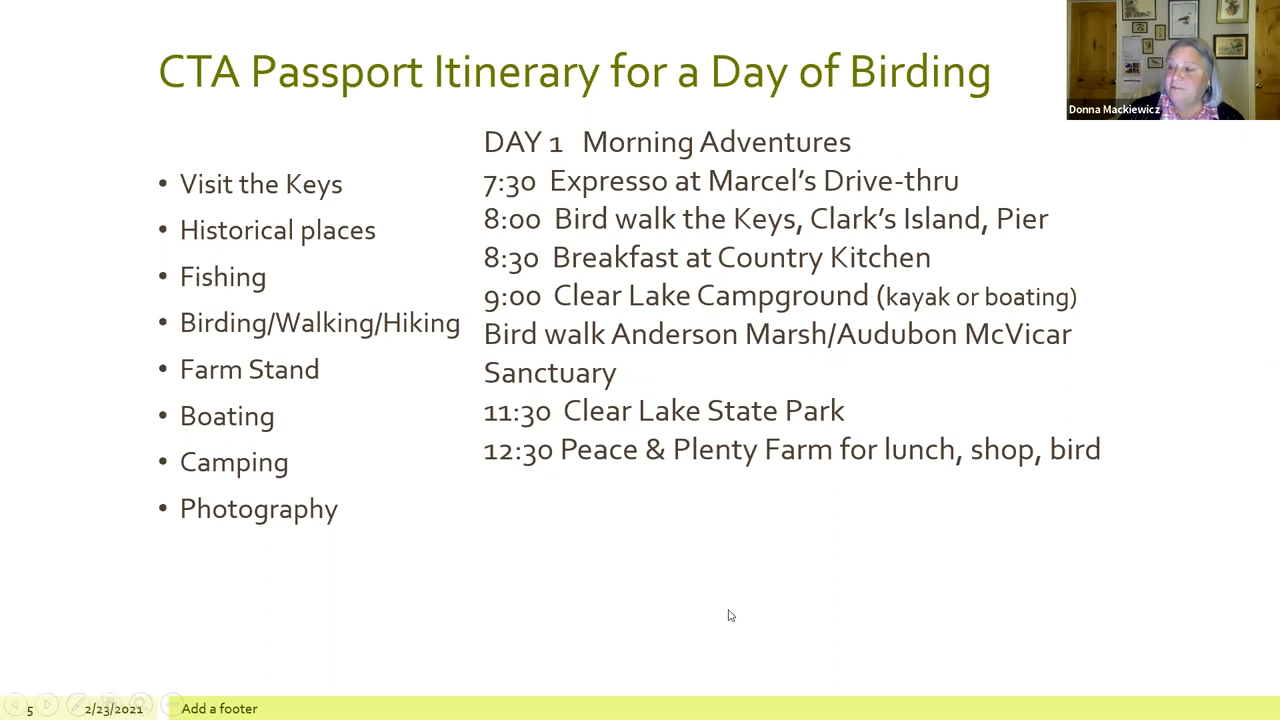 CTA Passport Itinerary for a Day of Birding
Donna Mackiewicz
• Visit the Keys
• Historical places
• Fishing
• Birding/Walking/Hiking
• Farm Stand
• Boating
• Camping
• Photography
DAY 1 Morning Adventures
7:30 Expresso at Marcel’s Drive-thru
8:00 Bird walk the Keys, Clark’s Island, Pier
8:30 Breakfast at Country Kitchen
9:00 Clear Lake Campground (kayak or boating)
Bird walk Anderson Marsh/Audubon McVicar
Sanctuary
11:30 Clear Lake State Park
12:30 Peace & Plenty Farm for lunch, shop, bird
5 2/23/2021 Add a footer